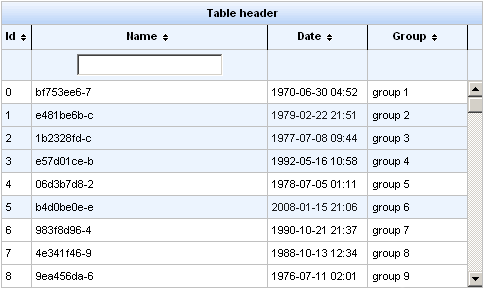 Table header
Id Name Date Group
0 bf753ee6-7 1970-06-30 04:52 group 1
1 e481be6b-c 1979-02-22 21:51 group 2
2 1b2328fd-c 1977-07-08 09:44 group 3
3 e57d01ce-b 1992-05-16 10:58 group 4
4 06d3b7d8-2 1978-07-05 01:11 group 5
5 b4d0be0e-e 2008-01-15 21:06 group 6
6 983f8d96-4 1990-10-21 21:37 group 7
7 4e341f46-9 1988-10-13 12:34 group 8
8 9ea456da-6 1976-07-11 02:01 group 9